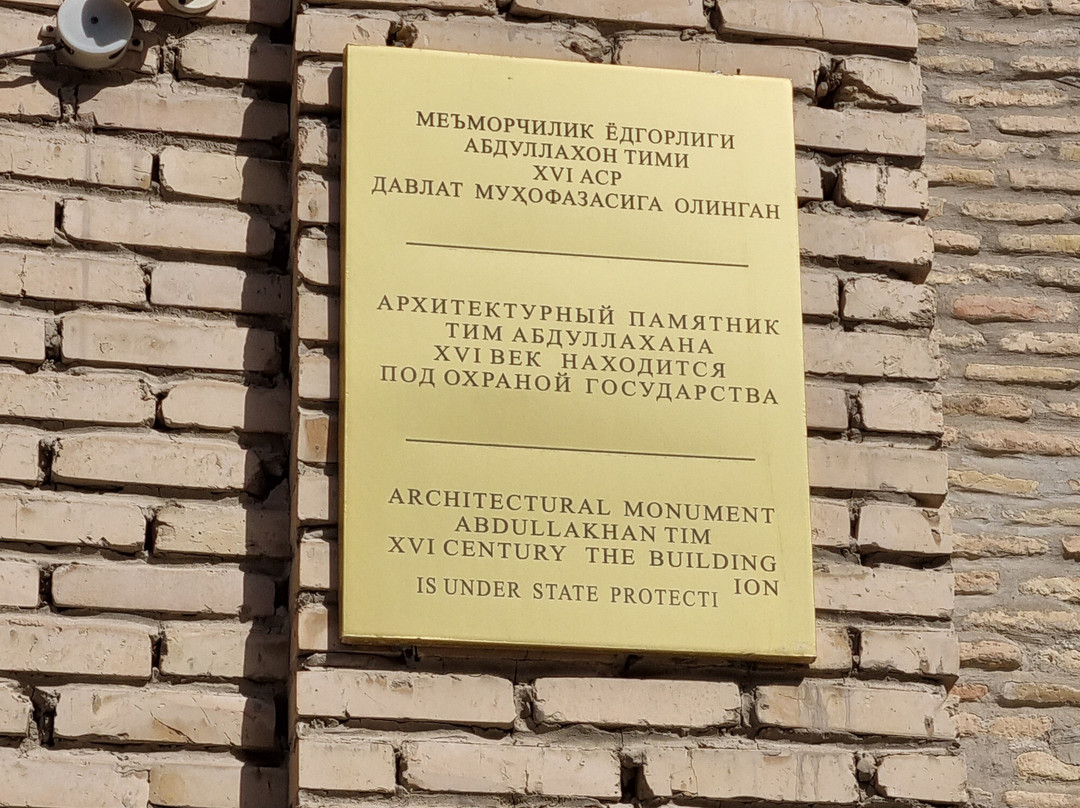 МЕЪМОРЧИЛИК ЁДГОРЛИГИ
АБДУЛЛАХОН ТИМИ
XVI АСР
ДАВЛАТ МУҲОФАЗАСИГА ОЛИНГАН
АРХИТЕКТУРНЫЙ ПАМЯТНИК
ТИМ АБДУЛЛАХАНА
XVI ВЕК НАХОДИТСЯ
ПОД ОХРАНОЙ ГОСУДАРСТВА
ARCHITECTURAL MONUMENT
ABDULLAKHAN TIM
XVI CENTURY THE BUILDING
IS UNDER STATE PROTECTI ION